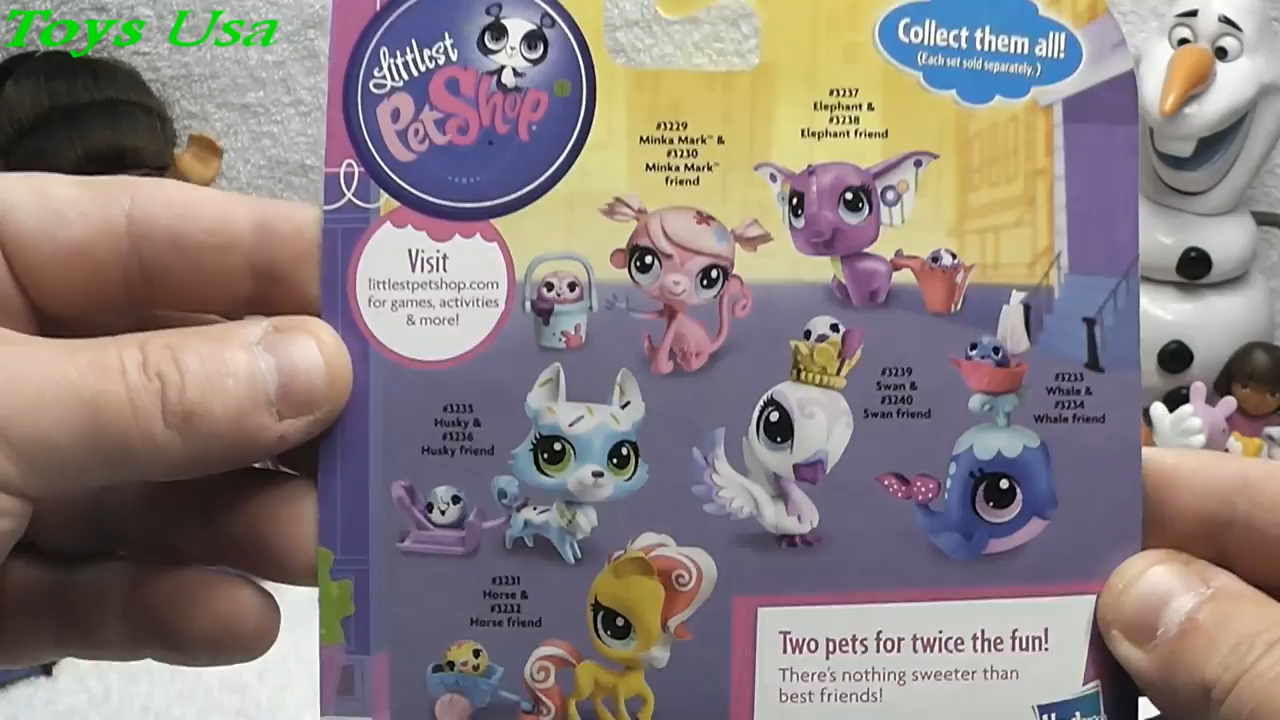 Toys Usa
Littlest
PetShop
Collect them all!
(Each set sold separately.)
#3237
Elephant &
#3238
Elephant friend
#3229
Minka Mark™ &
#3230
Minka Mark™
friend
Visit
littlestpetshop.com
for games, activities
& more!
#3239
Swan &
#3240
Swan friend
#3233
Whale &
#3234
Whale friend
#3235
Husky &
#3236
Husky friend
#3231
Horse &
#3232
Horse friend
Two pets for twice the fun!
There's nothing sweeter than
best friends!